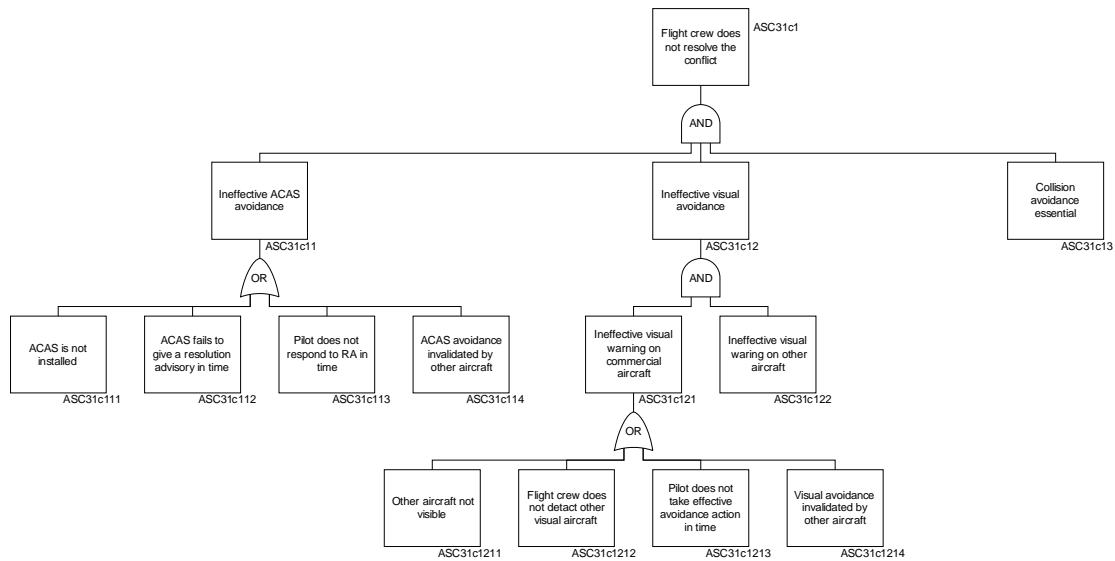 Flight crew does
not resolve the
conflict
ASC31c1
AND
Ineffective ACAS
avoidance
ASC31c11
Ineffective visual
avoidance
ASC31c12
Collision
avoidance
essential
ASC31c13
OR
AND
ACAS is not
installed
ASC31c111
ACAS fails to
give a resolution
advisory in time
ASC31c112
Pilot does not
respond to RA in
time
ASC31c113
ACAS avoidance
invalidated by
other aircraft
ASC31c114
Ineffective visual
warning on
commercial
aircraft
ASC31c121
Ineffective visual
waring on other
aircraft
ASC31c122
OR
Other aircraft not
visible
ASC31c1211
Flight crew does
not detact other
visual aircraft
ASC31c1212
Pilot does not
take effective
avoidance action
in time
ASC31c1213
Visual avoidance
invalidated by
other aircraft
ASC31c1214